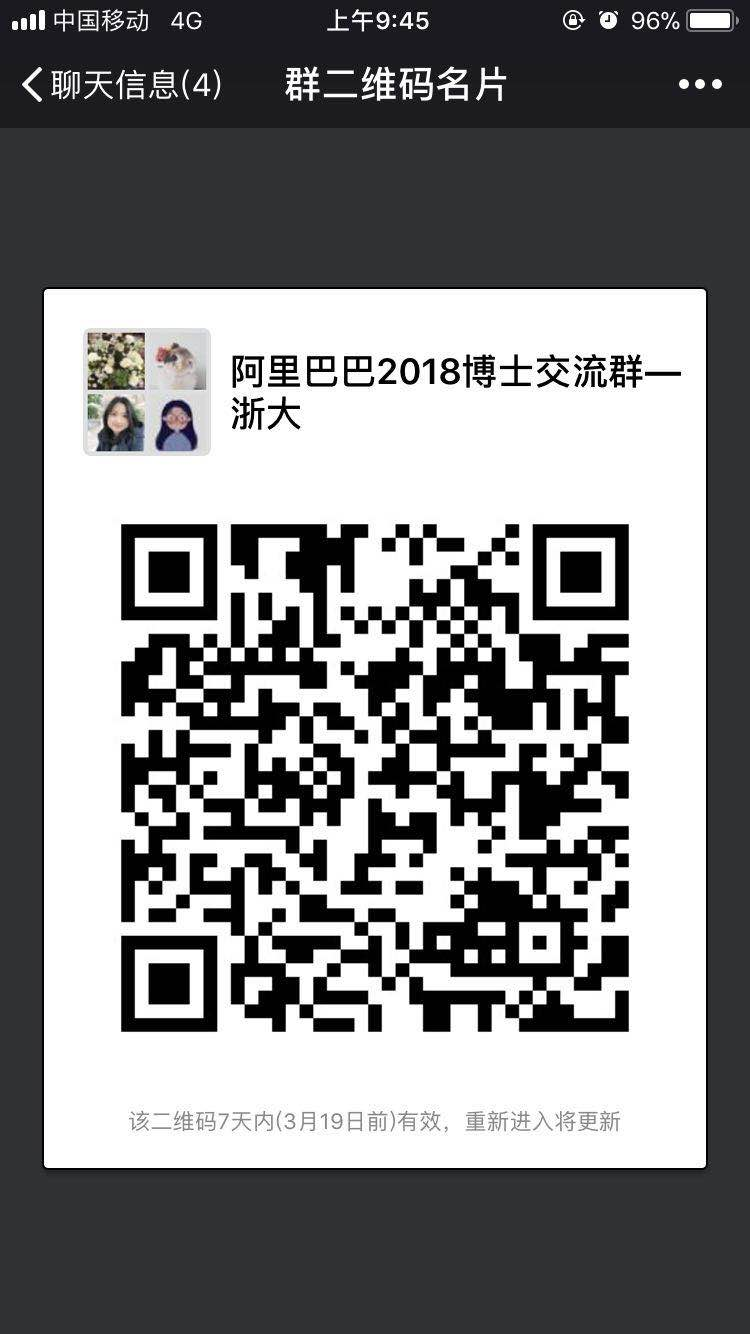 中国移动 4G 上午9:45 96%
聊天信息(4) 群二维码名片
阿里巴巴2018博士交流群—
浙大
该二维码7天内(3月19日前)有效，重新进入将更新